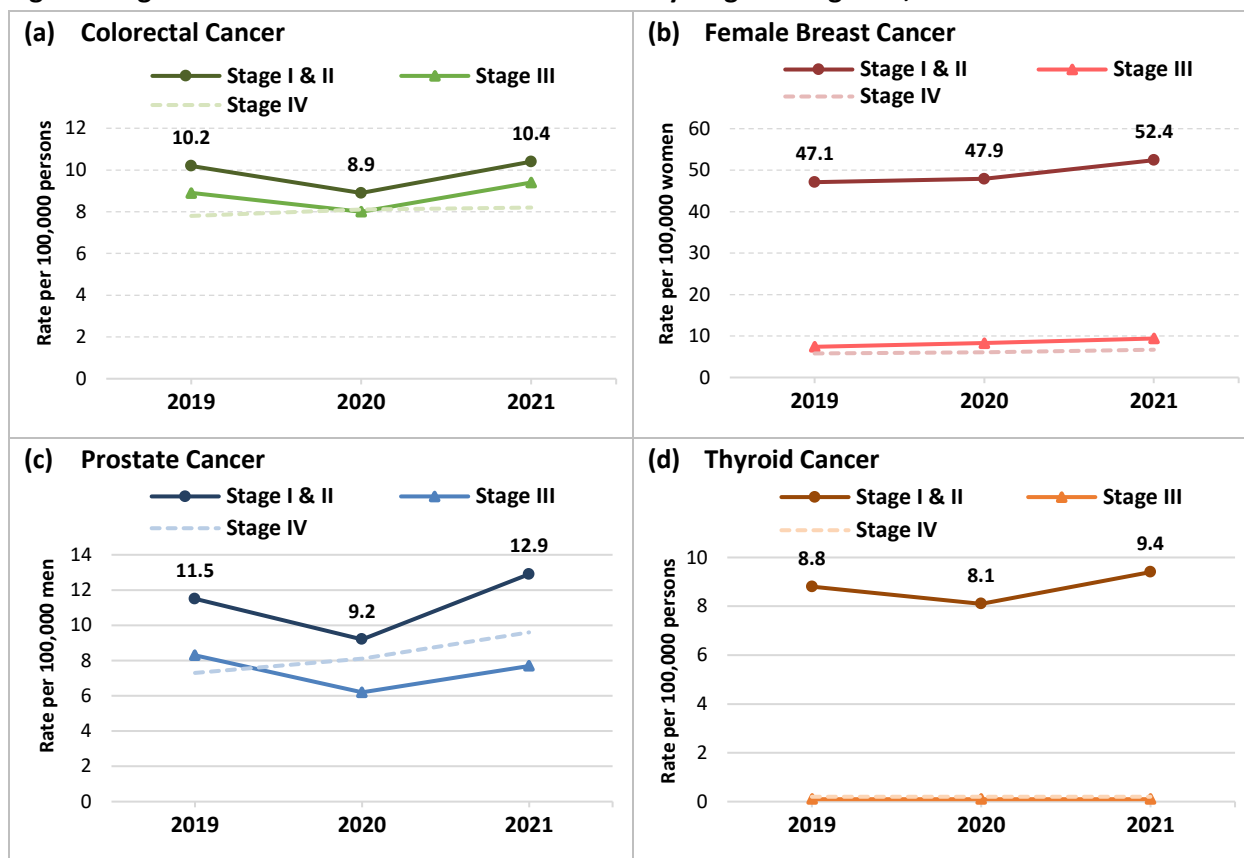 (a) Colorectal Cancer
Stage I & II
Stage III
Stage IV
Rate per 100,000 persons
12
10
8
6
4
2
0
10.2
8.9
10.4
2019
2020
2021
(b) Female Breast Cancer
Stage I & II
Stage III
Stage IV
Rate per 100,000 women
60
50
40
30
20
10
0
47.1
47.9
52.4
2019
2020
2021
(c) Prostate Cancer
Stage I & II
Stage III
Stage IV
Rate per 100,000 men
14
12
10
8
6
4
2
0
11.5
9.2
12.9
2019
2020
2021
(d) Thyroid Cancer
Stage I & II
Stage III
Stage IV
Rate per 100,000 persons
10
8
6
4
2
0
8.8
8.1
9.4
2019
2020
2021